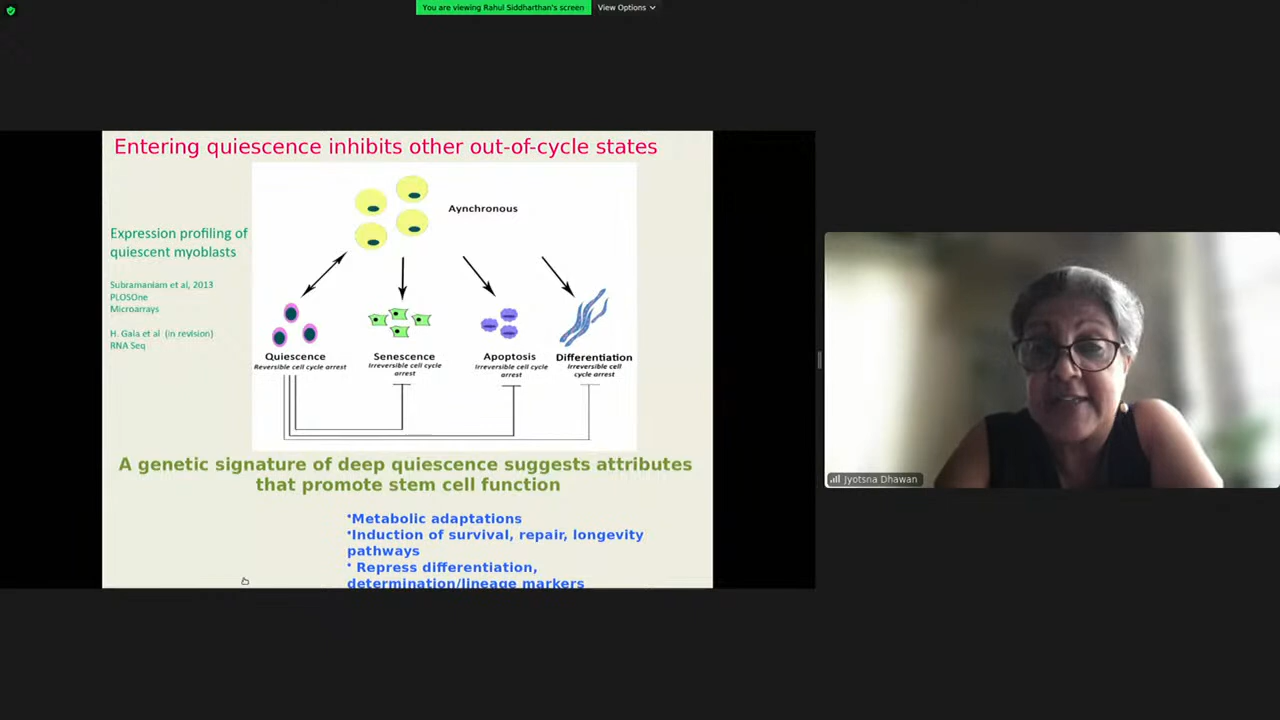 You are viewing Rahul Siddharthan's screen
View Options
Entering quiescence inhibits other out-of-cycle states
Aynchronous
Expression profiling of
quiescent myoblasts
Subramaniam et al, 2013
PLOSOne
Microarrays
H. Gala et al (in revision)
RNA Seq
Quiescence
Reversible cell cycle arrest
Senescence
Irreversible cell cycle
arrest
Apoptosis
Irreversible cell cycle
arrest
Differentiation
Irreversible cell
cycle arrest
A genetic signature of deep quiescence suggests attributes
that promote stem cell function
•Metabolic adaptations
•Induction of survival, repair, longevity
pathways
• Repress differentiation,
determination/lineage markers
Jyotsna Dhawan